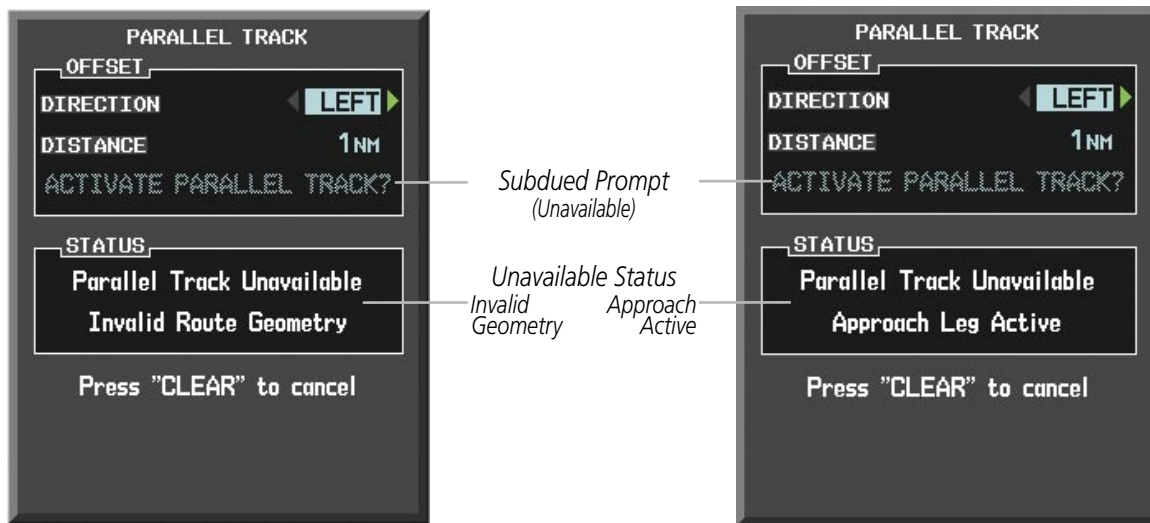 PARALLEL TRACK
OFFSET
DIRECTION LEFT
DISTANCE 1NM
ACTIVATE PARALLEL TRACK?
STATUS
Parallel Track Unavailable
Invalid Route Geometry
Press "CLEAR" to cancel
Subdued Prompt
(Unavailable)
Unavailable Status
Invalid Geometry
Approach Active
PARALLEL TRACK
OFFSET
DIRECTION LEFT
DISTANCE 1NM
ACTIVATE PARALLEL TRACK?
STATUS
Parallel Track Unavailable
Approach Leg Active
Press "CLEAR" to cancel